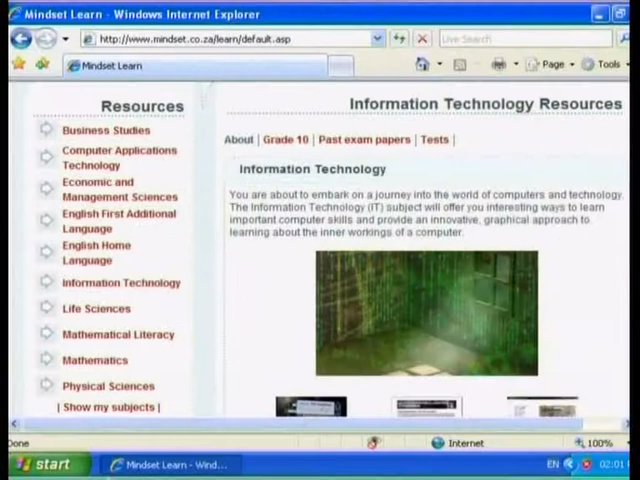 Mindset Learn - Windows Internet Explorer
http://www.mindset.co.za/learn/default.asp
Live Search
Mindset Learn
Page
Tools
Resources
Business Studies
Computer Applications
Technology
Economic and
Management Sciences
English First Additional
Language
English Home
Language
Information Technology
Life Sciences
Mathematical Literacy
Mathematics
Physical Sciences
| Show my subjects |
Information Technology Resources
About | Grade 10 | Past exam papers | Tests |
Information Technology
You are about to embark on a journey into the world of computers and technology.
The Information Technology (IT) subject will offer you interesting ways to learn
important computer skills and provide an innovative, graphical approach to
learning about the inner workings of a computer.
Done
Internet
100%
start
Mindset Learn - Wind...
EN
02:01